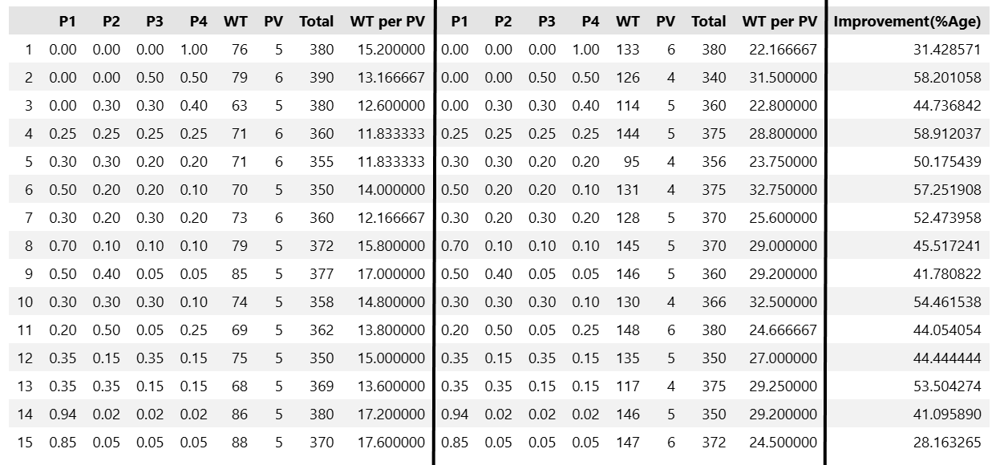 P1 P2 P3 P4 WT PV Total WT per PV P1 P2 P3 P4 WT PV Total WT per PV Improvement(%Age)
1 0.00 0.00 0.00 1.00 76 5 380 15.200000 0.00 0.00 0.00 1.00 133 6 380 22.166667 31.428571
2 0.00 0.00 0.50 0.50 79 6 390 13.166667 0.00 0.00 0.50 0.50 126 4 340 31.500000 58.201058
3 0.00 0.30 0.30 0.40 63 5 380 12.600000 0.00 0.30 0.30 0.40 114 5 360 22.800000 44.736842
4 0.25 0.25 0.25 0.25 71 6 360 11.833333 0.25 0.25 0.25 0.25 144 5 375 28.800000 58.912037
5 0.30 0.30 0.20 0.20 71 6 355 11.833333 0.30 0.30 0.20 0.20 95 4 356 23.750000 50.175439
6 0.50 0.20 0.20 0.10 70 5 350 14.000000 0.50 0.20 0.20 0.10 131 4 375 32.750000 57.251908
7 0.30 0.20 0.30 0.20 73 6 360 12.166667 0.30 0.20 0.30 0.20 128 5 370 25.600000 52.473958
8 0.70 0.10 0.10 0.10 79 5 372 15.800000 0.70 0.10 0.10 0.10 145 5 370 29.000000 45.517241
9 0.50 0.40 0.05 0.05 85 5 377 17.000000 0.50 0.40 0.05 0.05 146 5 360 29.200000 41.780822
10 0.30 0.30 0.30 0.10 74 5 358 14.800000 0.30 0.30 0.30 0.10 130 4 366 32.500000 54.461538
11 0.20 0.50 0.05 0.25 69 5 362 13.800000 0.20 0.50 0.05 0.25 148 6 380 24.666667 44.054054
12 0.35 0.15 0.35 0.15 75 5 350 15.000000 0.35 0.15 0.35 0.15 135 5 350 27.000000 44.444444
13 0.35 0.35 0.15 0.15 68 5 369 13.600000 0.35 0.35 0.15 0.15 117 4 375 29.250000 53.504274
14 0.94 0.02 0.02 0.02 86 5 380 17.200000 0.94 0.02 0.02 0.02 146 5 350 29.200000 41.095890
15 0.85 0.05 0.05 0.05 88 5 370 17.600000 0.85 0.05 0.05 0.05 147 6 372 24.500000 28.163265